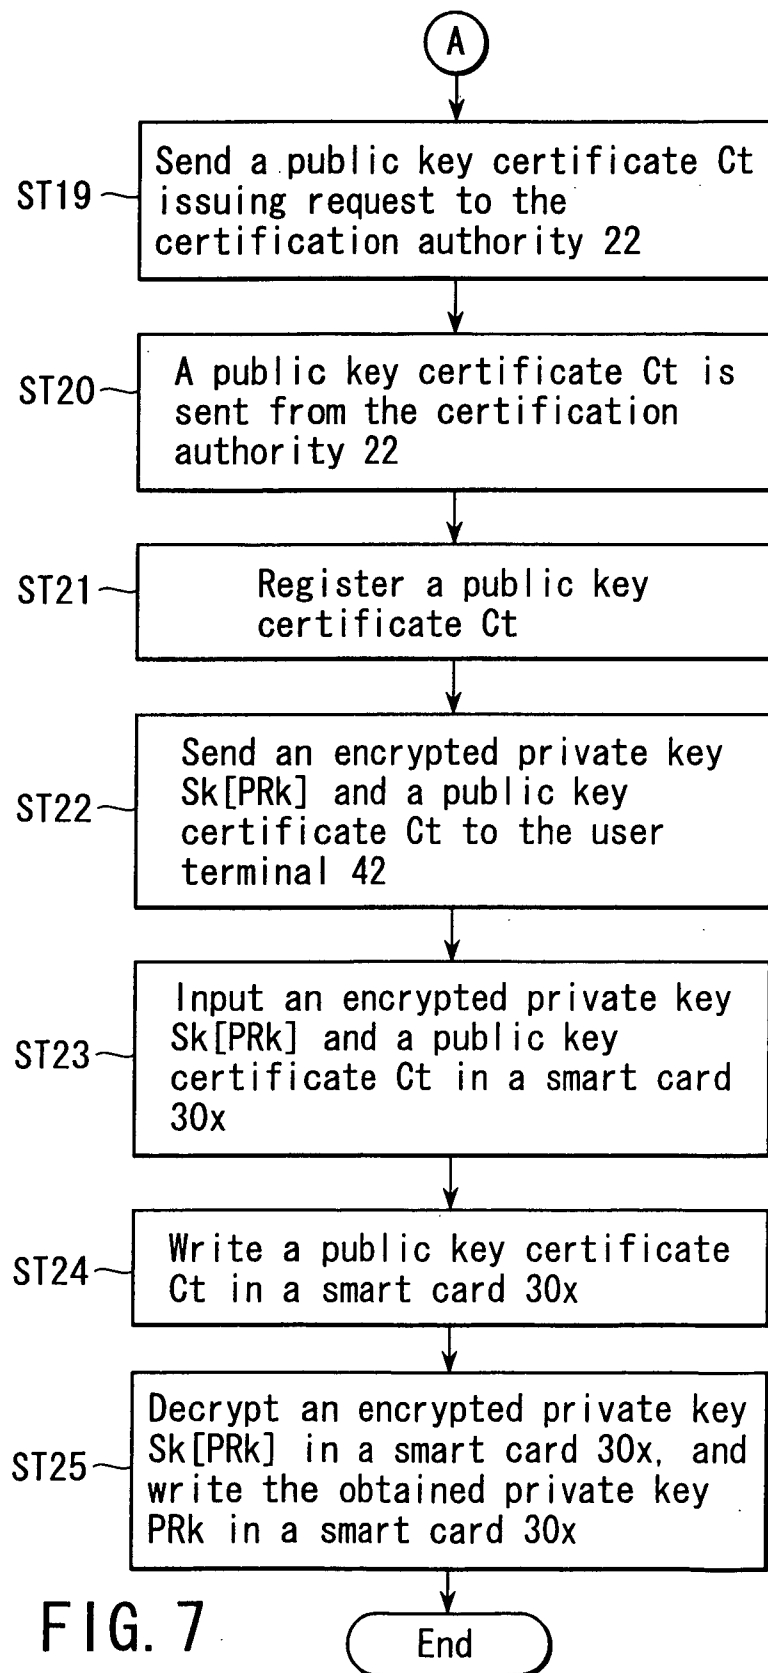 A
ST19
Send a public key certificate Ct
issuing request to the
certification authority 22
ST20
A public key certificate Ct is
sent from the certification
authority 22
ST21
Register a public key
certificate Ct
ST22
Send an encrypted private key
Sk[PRk] and a public key
certificate Ct to the user
terminal 42
ST23
Input an encrypted private key
Sk[PRk] and a public key
certificate Ct in a smart card
30x
ST24
Write a public key certificate
Ct in a smart card 30x
ST25
Decrypt an encrypted private key
Sk[PRk] in a smart card 30x, and
write the obtained private key
PRk in a smart card 30x
End
FIG. 7